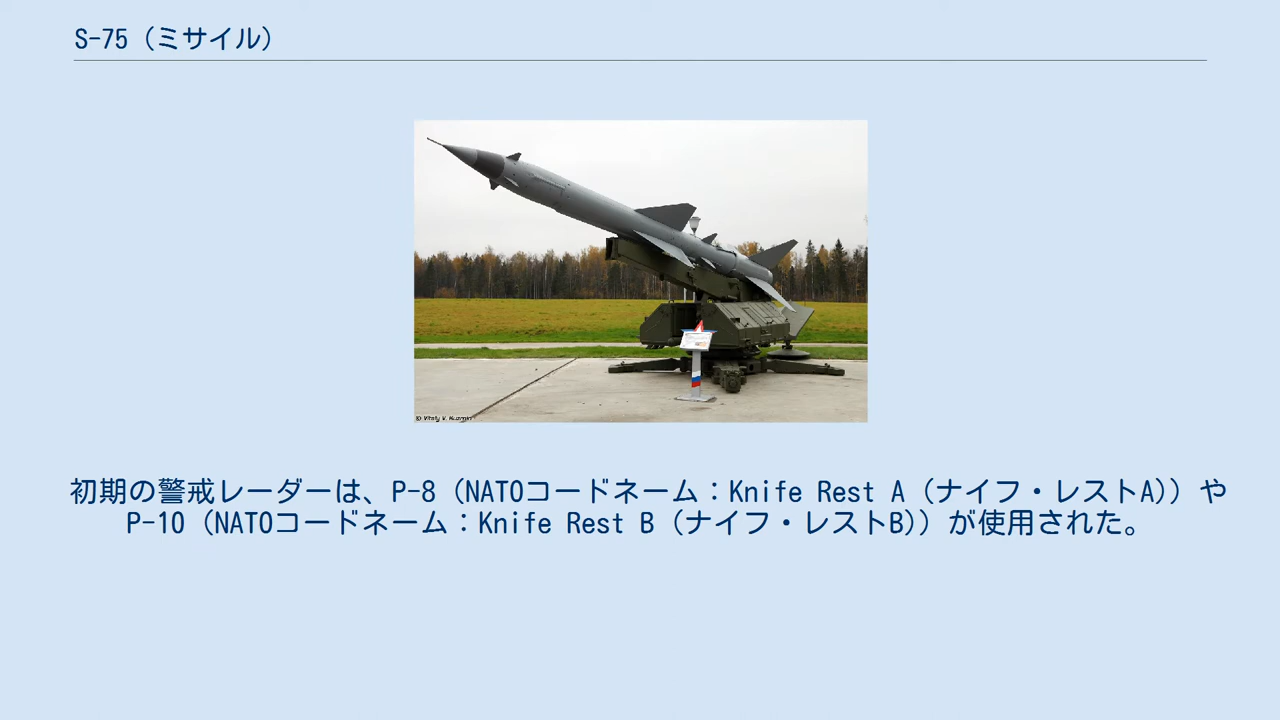 S-75（ミサイル）
© Vitaly V. Kuzmin
初期の警戒レーダーは、P-8（NATOコードネーム：Knife Rest A（ナイフ・レストA））や
P-10（NATOコードネーム：Knife Rest B（ナイフ・レストB））が使用された。